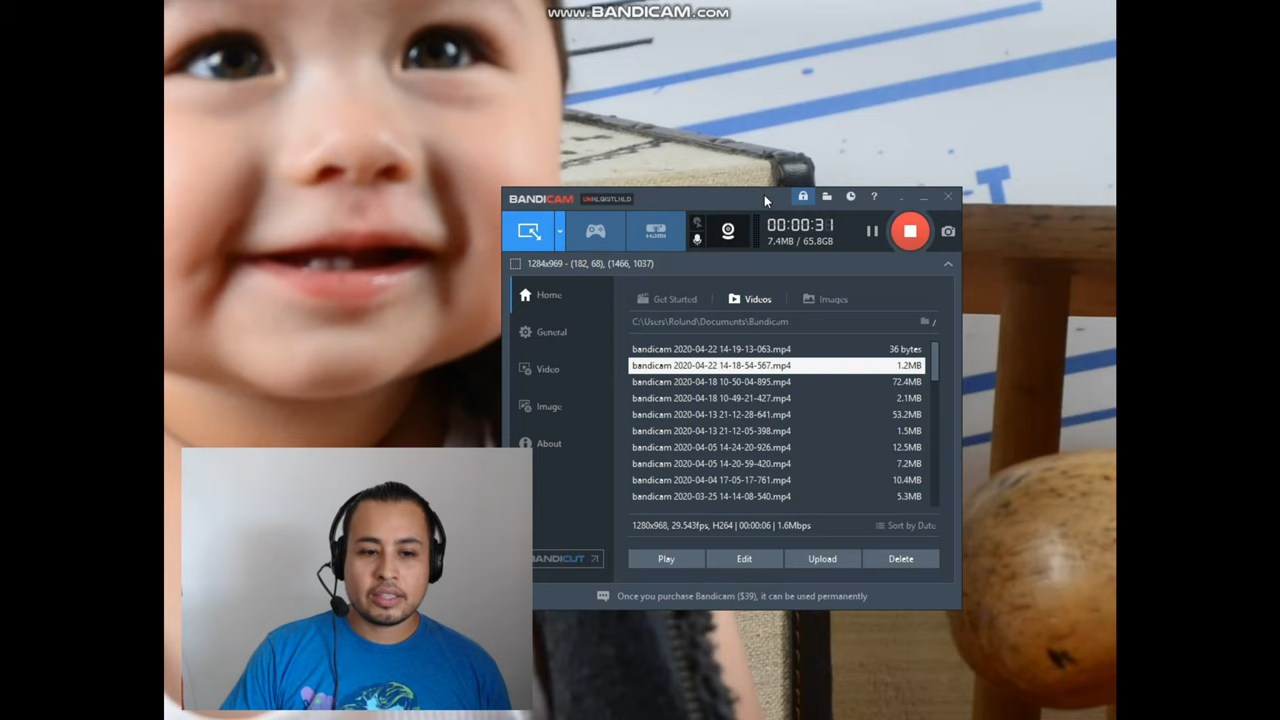 www.BANDICAM.com
BANDICAM
00:00:31
7.4MB / 65.8GB
HDMI
1284x969 - (182, 68), (1466, 1037)
Home
General
Video
Image
About
BANDICUT
Get Started
Videos
Images
C:\Users\Roland\Documents\Bandicam
bandicam 2020-04-22 14-19-13-063.mp4 36 bytes
bandicam 2020-04-22 14-18-54-567.mp4 1.2MB
bandicam 2020-04-18 10-50-04-895.mp4 72.4MB
bandicam 2020-04-18 10-49-21-427.mp4 2.1MB
bandicam 2020-04-13 21-12-28-641.mp4 53.2MB
bandicam 2020-04-13 21-12-05-398.mp4 1.5MB
bandicam 2020-04-05 14-24-20-926.mp4 12.5MB
bandicam 2020-04-05 14-20-59-420.mp4 7.2MB
bandicam 2020-04-04 17-05-17-761.mp4 10.4MB
bandicam 2020-03-25 14-14-08-540.mp4 5.3MB
1280x968, 29.543fps, H264 | 00:00:06 | 1.6Mbps
Sort by Date
Play
Edit
Upload
Delete
Once you purchase Bandicam ($39), it can be used permanently